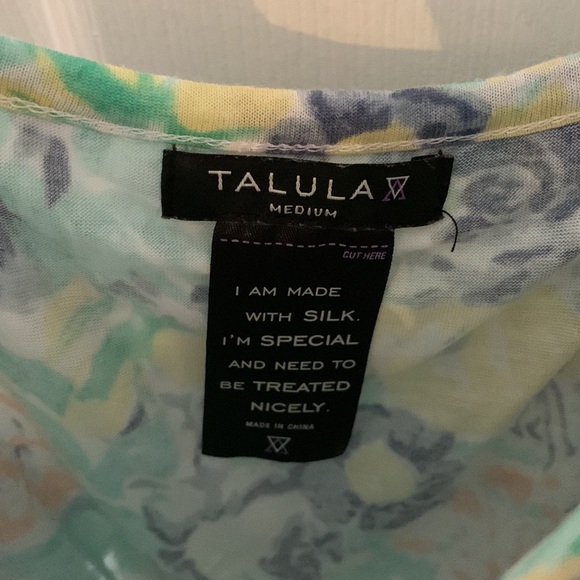 TALULA
MEDIUM
CUT HERE
I AM MADE
WITH SILK.
I'M SPECIAL
AND NEED TO
BE TREATED
NICELY.
MADE IN CHINA